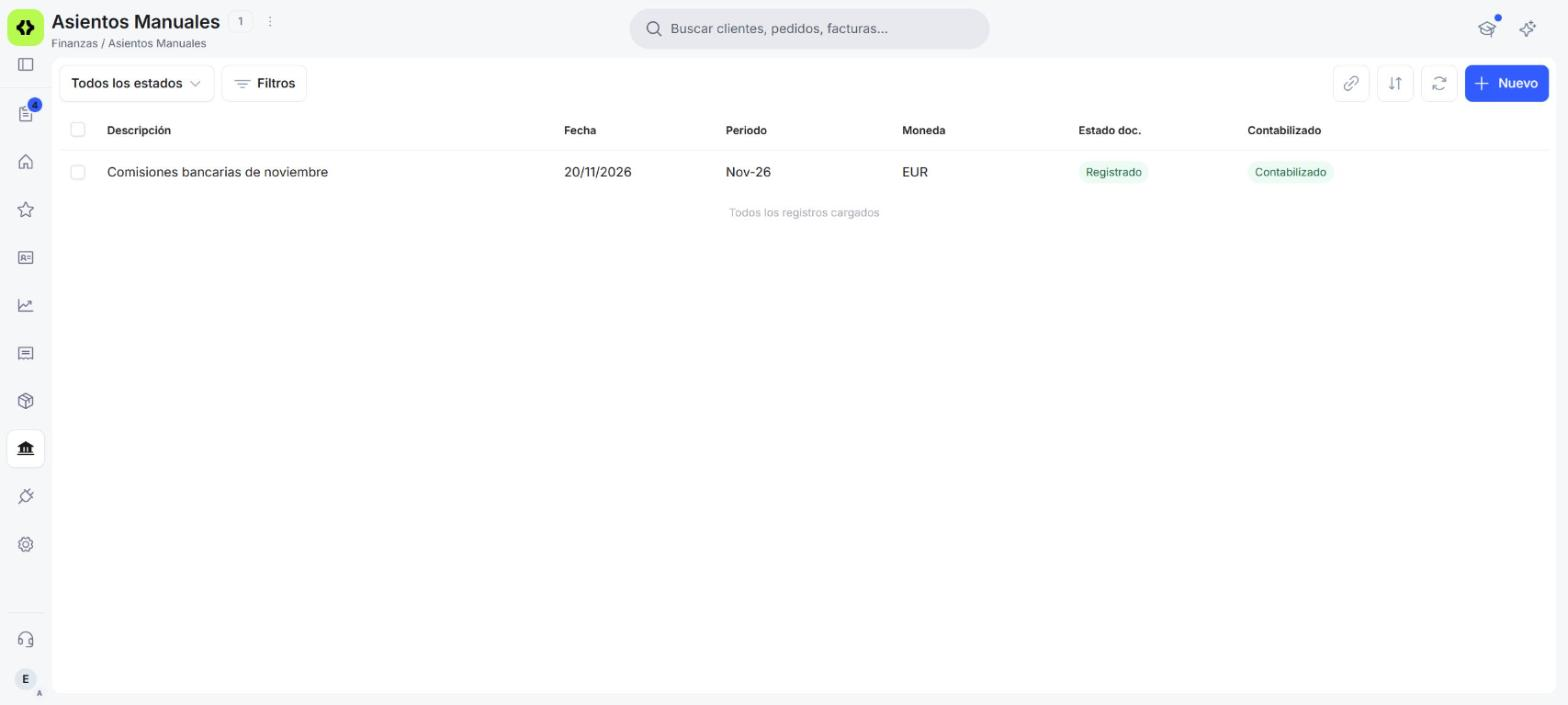 Asientos Manuales 1
Buscar clientes, pedidos, facturas...
Finanzas / Asientos Manuales
Todos los estados Filtros Nuevo
4
Descripción Fecha Periodo Moneda Estado doc. Contabilizado
Comisiones bancarias de noviembre 20/11/2026 Nov-26 EUR Registrado Contabilizado
Todos los registros cargados
E
A